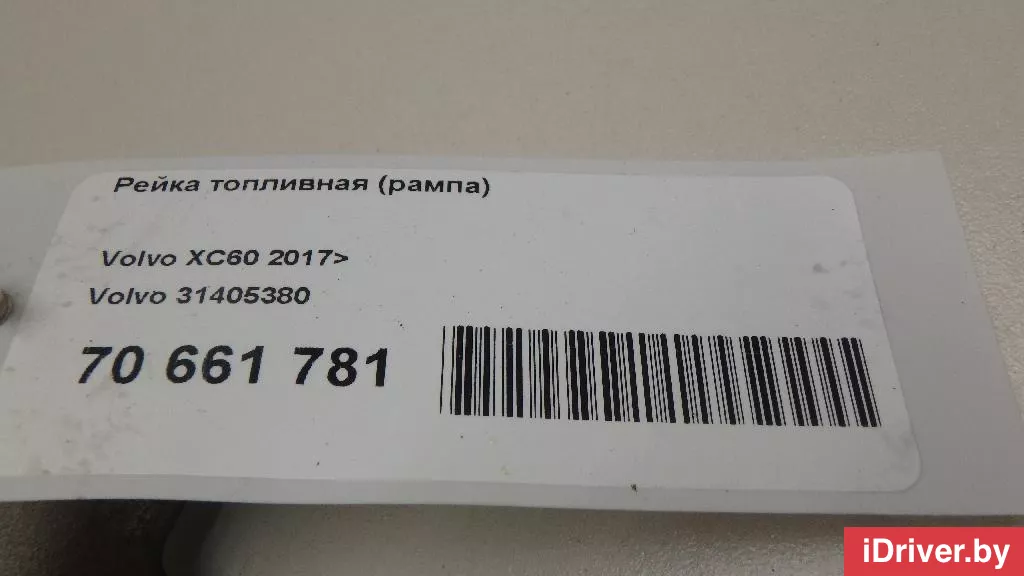 Рейка топливная (рампа)
Volvo XC60 2017>
Volvo 31405380
70 661 781
iDriver.by